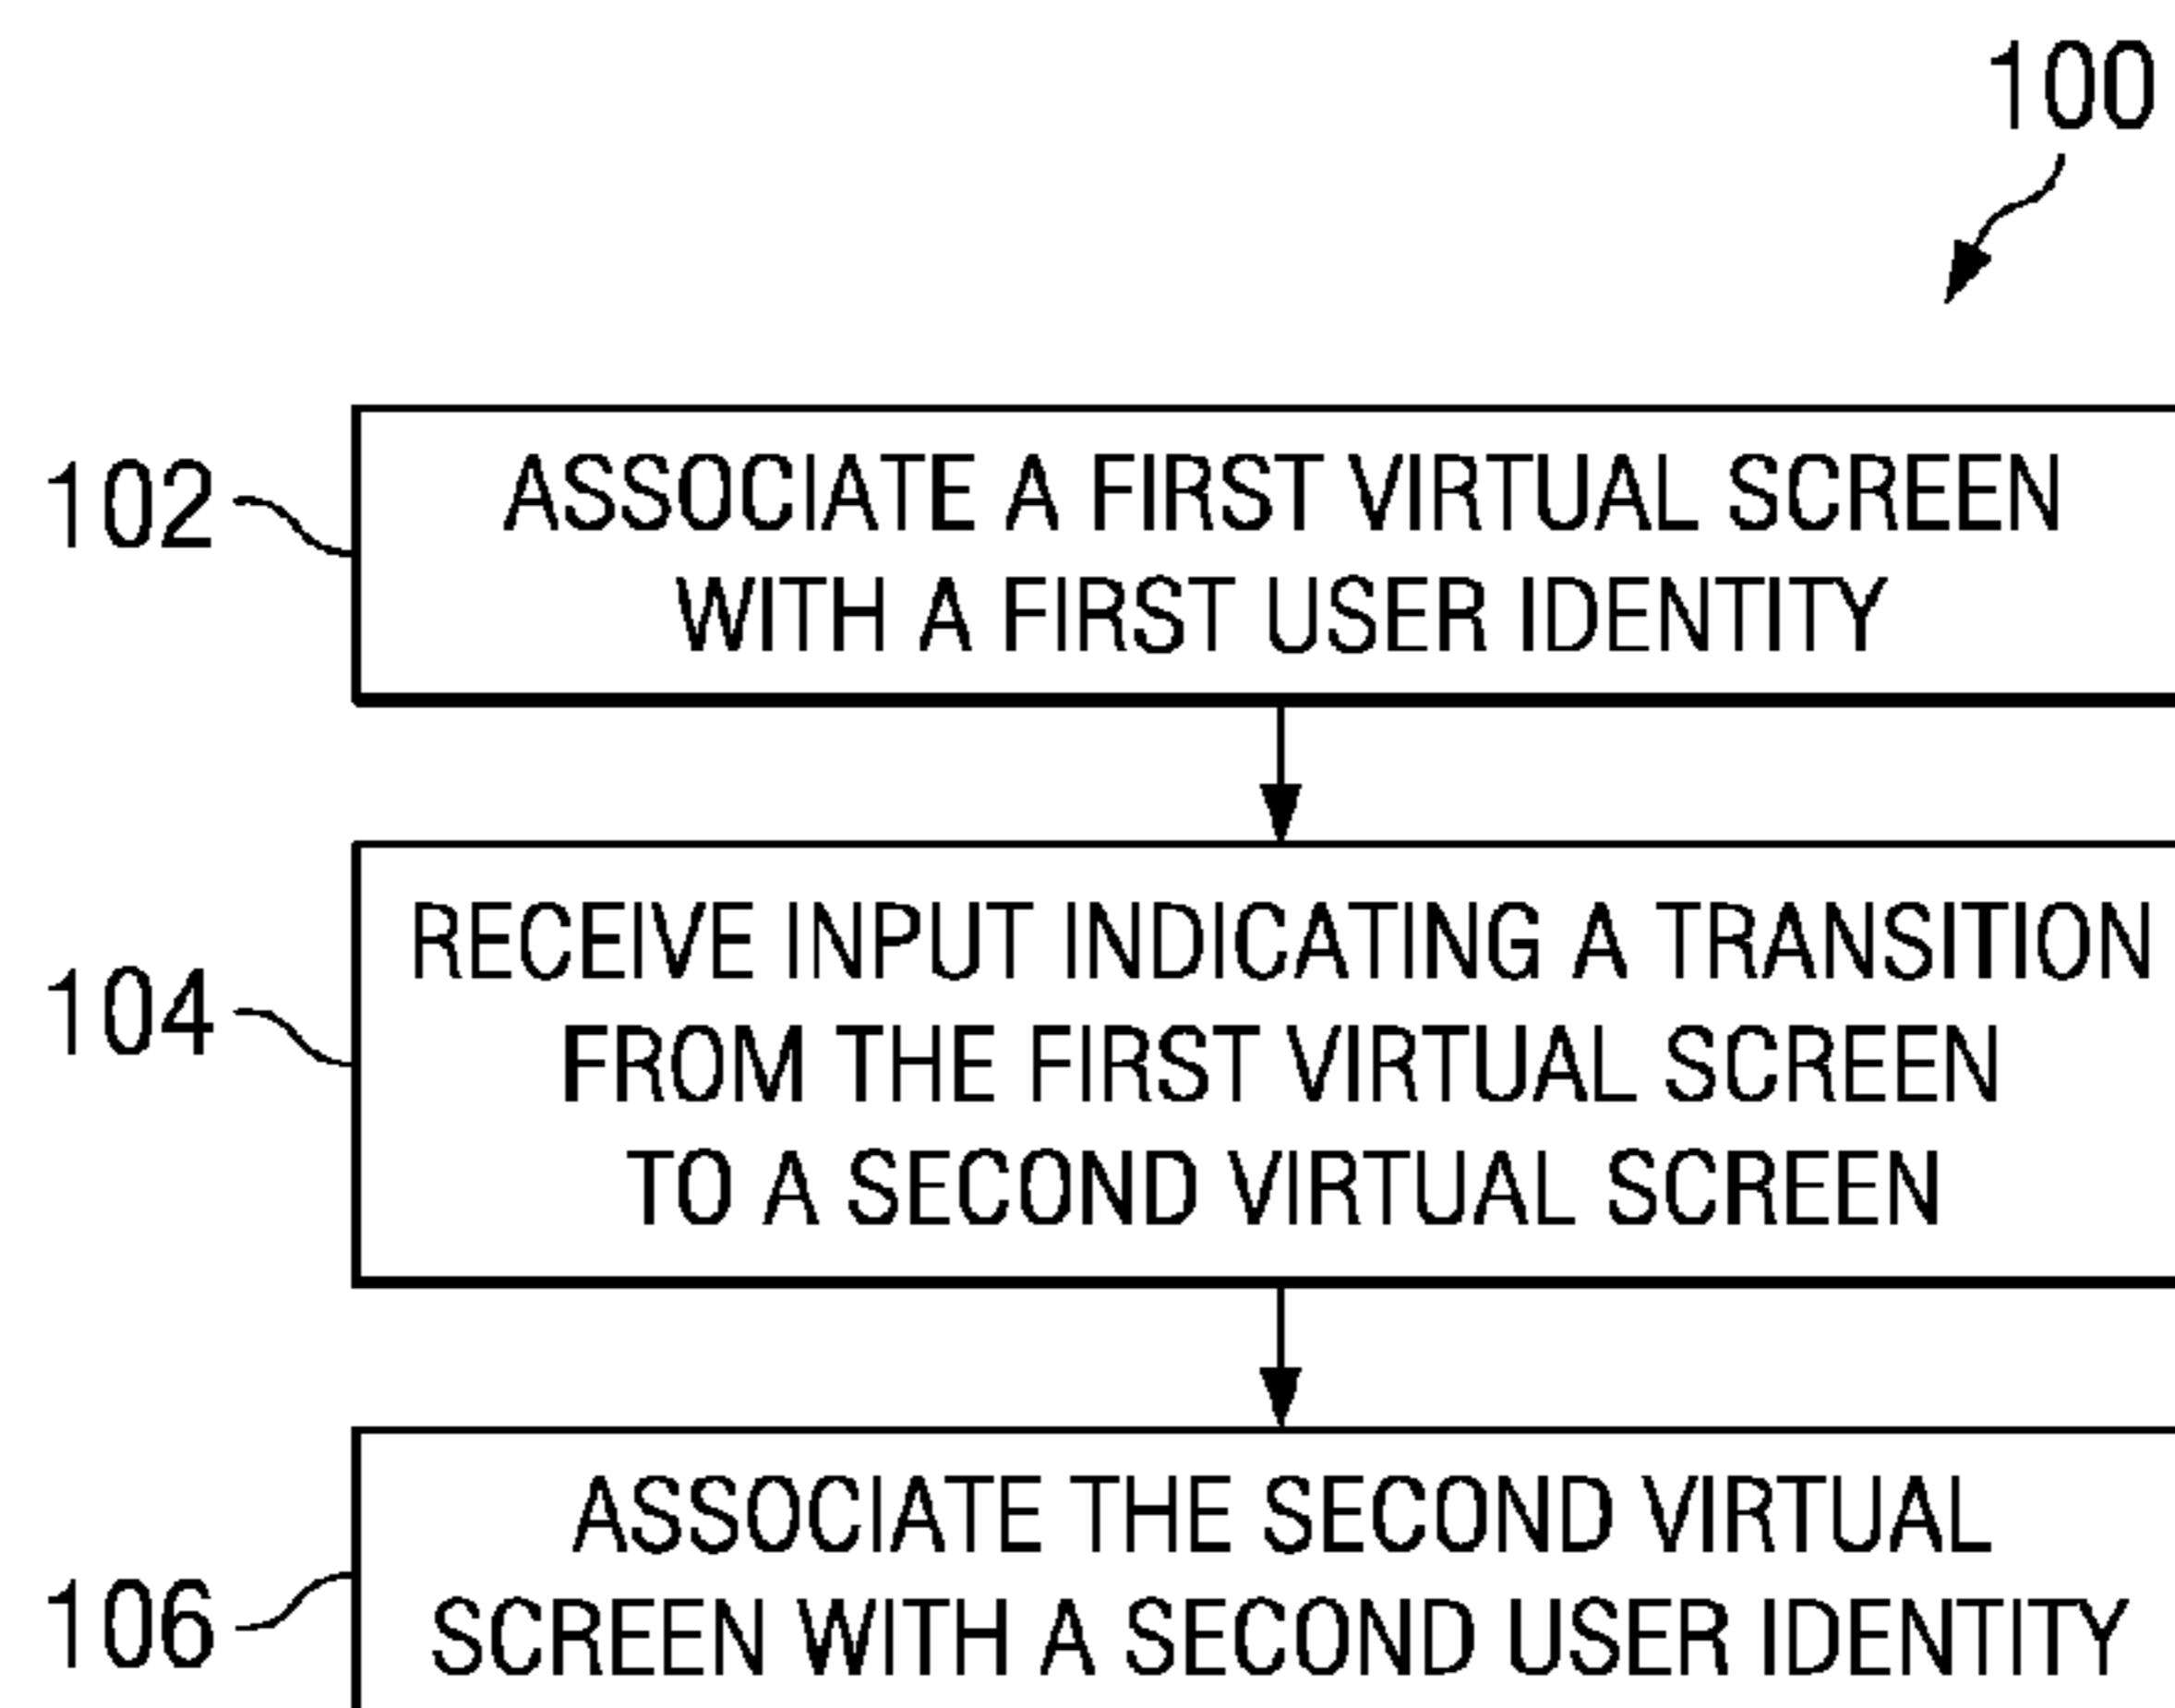 100
102
ASSOCIATE A FIRST VIRTUAL SCREEN
WITH A FIRST USER IDENTITY
104
RECEIVE INPUT INDICATING A TRANSITION
FROM THE FIRST VIRTUAL SCREEN
TO A SECOND VIRTUAL SCREEN
106
ASSOCIATE THE SECOND VIRTUAL
SCREEN WITH A SECOND USER IDENTITY